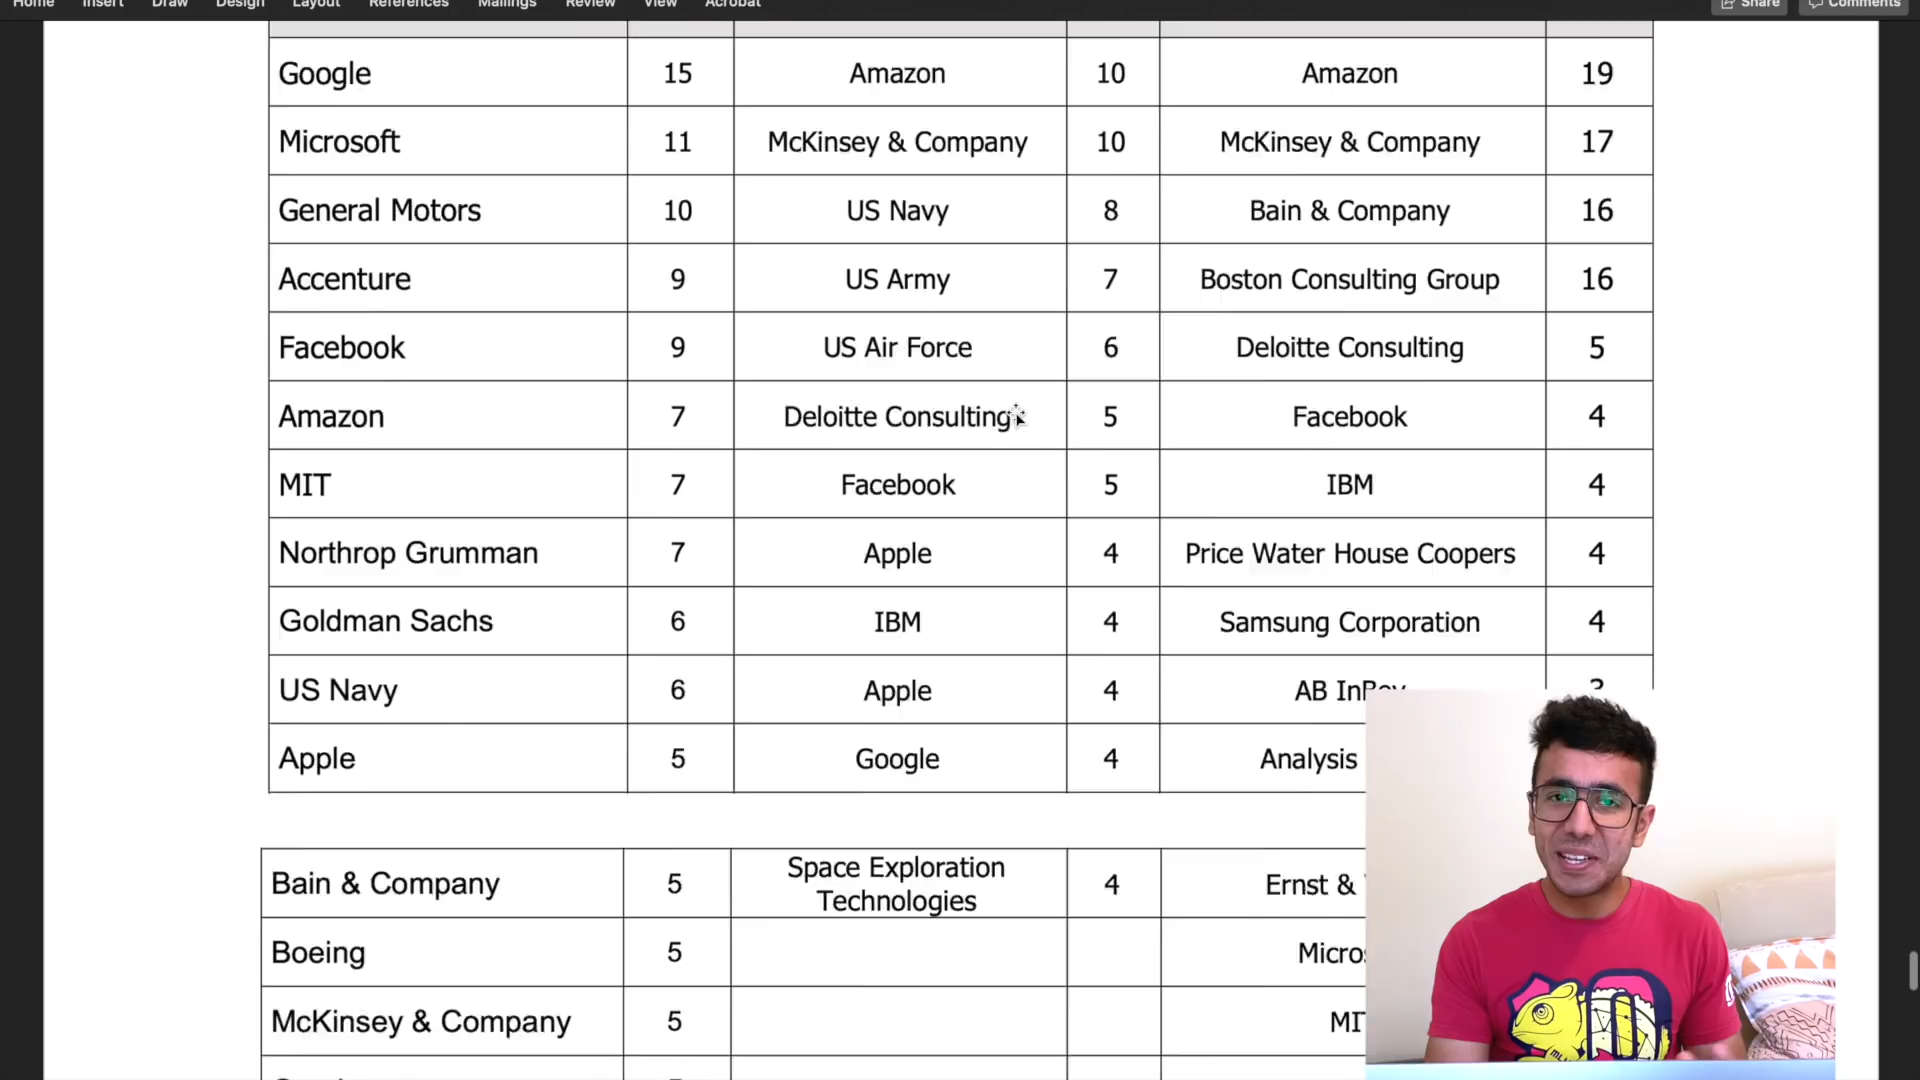 Home Insert Draw Design Layout References Mailings Review View Acrobat Share Comments
Google 15 Amazon 10 Amazon 19
Microsoft 11 McKinsey & Company 10 McKinsey & Company 17
General Motors 10 US Navy 8 Bain & Company 16
Accenture 9 US Army 7 Boston Consulting Group 16
Facebook 9 US Air Force 6 Deloitte Consulting 5
Amazon 7 Deloitte Consulting 5 Facebook 4
MIT 7 Facebook 5 IBM 4
Northrop Grumman 7 Apple 4 Price Water House Coopers 4
Goldman Sachs 6 IBM 4 Samsung Corporation 4
US Navy 6 Apple 4 AB InBev
Apple 5 Google 4 Analysis
Bain & Company 5 Space Exploration
Technologies 4 Ernst &
Boeing 5
McKinsey & Company 5